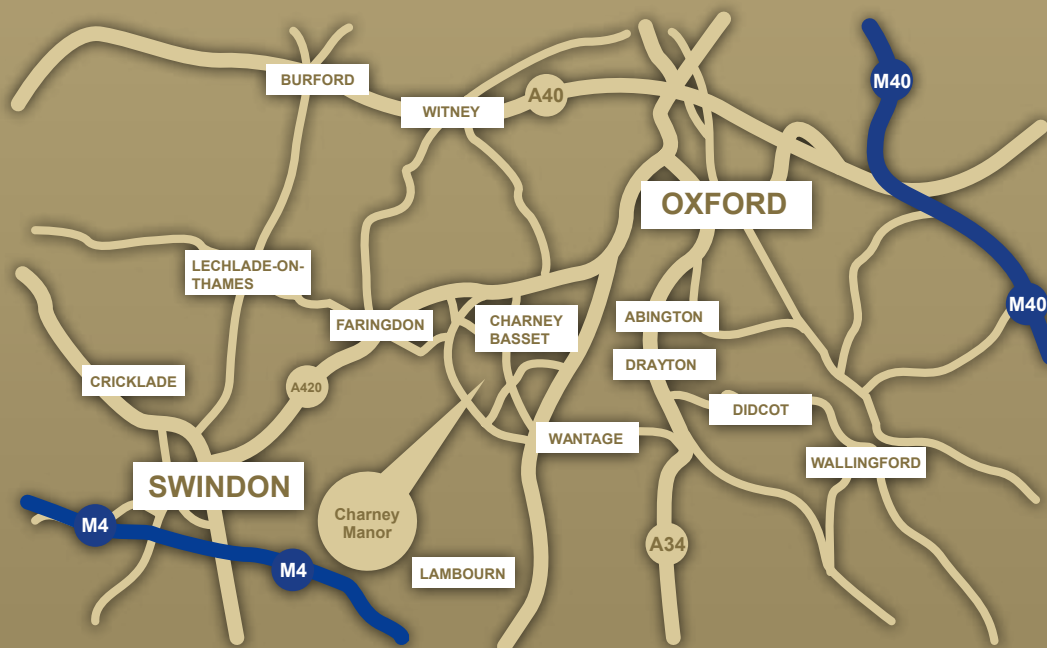 M40
BURFORD
A40
WITNEY
OXFORD
LECHLADE-ON-
THAMES
M40
ABINGTON
FARINGDON
CHARNEY
BASSET
DRAYTON
CRICKLADE
A420
DIDCOT
WANTAGE
WALLINGFORD
SWINDON
Charney
Manor
M4
A34
M4
LAMBOURN